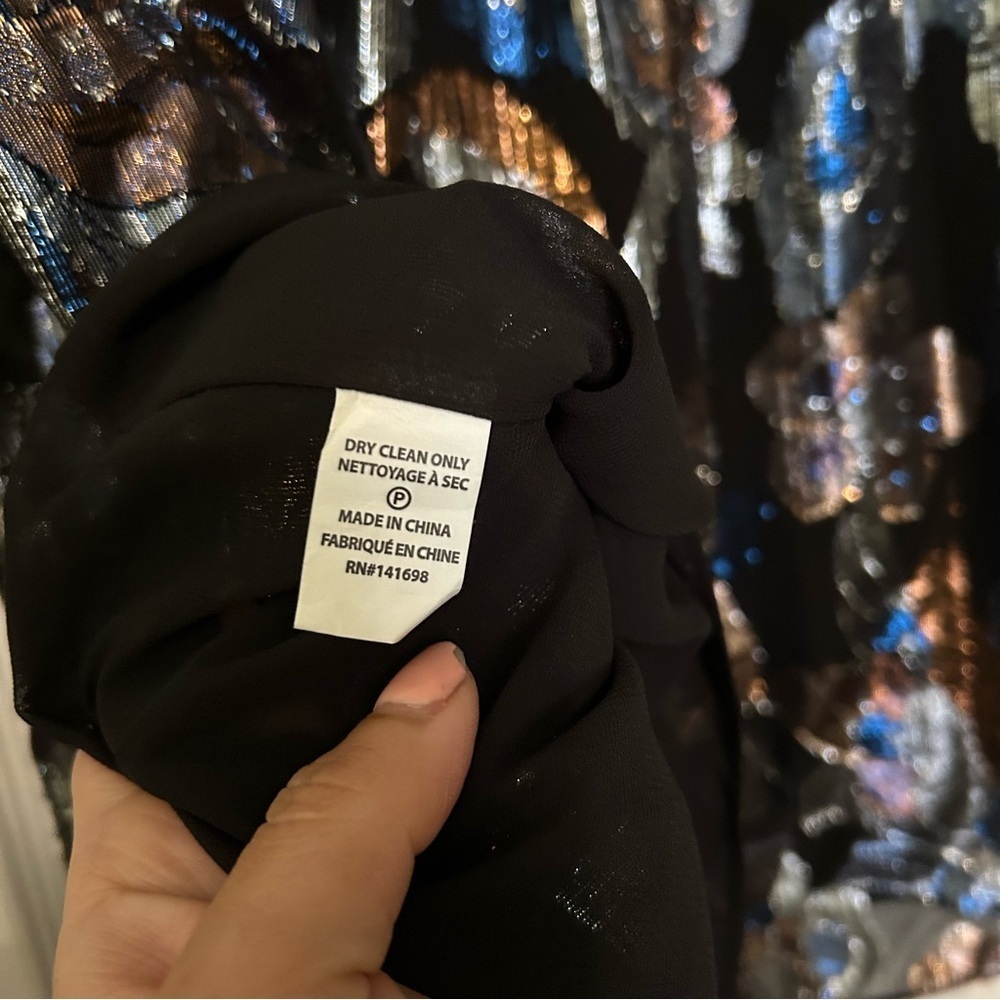 DRY CLEAN ONLY
NETTOYAGE À SEC
Ⓟ
MADE IN CHINA
FABRIQUÉ EN CHINE
RN#141698